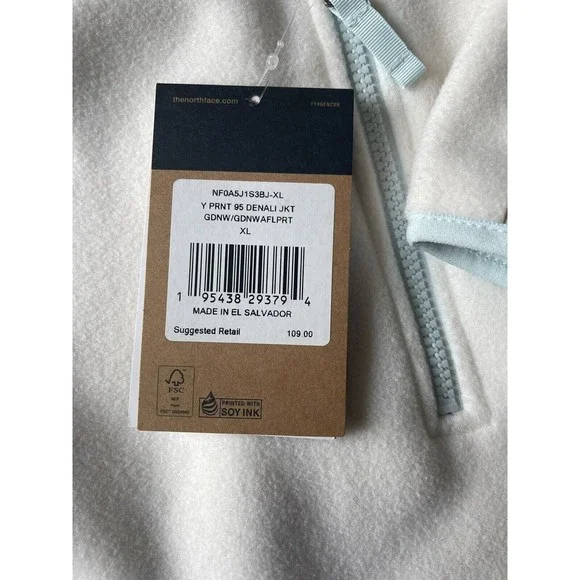 thenorthface.com
NF0A5J1S3BJ-XL
Y PRNT 95 DENALI JKT
GDNW/GDNWAFLPRT
XL
1 95438 29379 4
MADE IN EL SALVADOR
Suggested Retail 109.00
FSC
MIX
PRINTED WITH
SOY INK